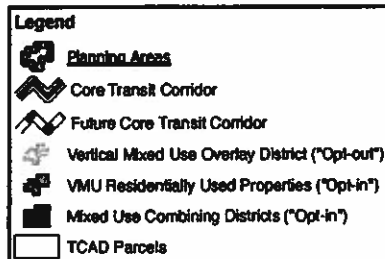 Legend
Planning Areas
Core Transit Corridor
Future Core Transit Corridor
Vertical Mixed Use Overlay District ("Opt-out")
VMU Residentially Used Properties ("Opt-in")
Mixed Use Combining Districts ("Opt-in")
TCAD Parcels